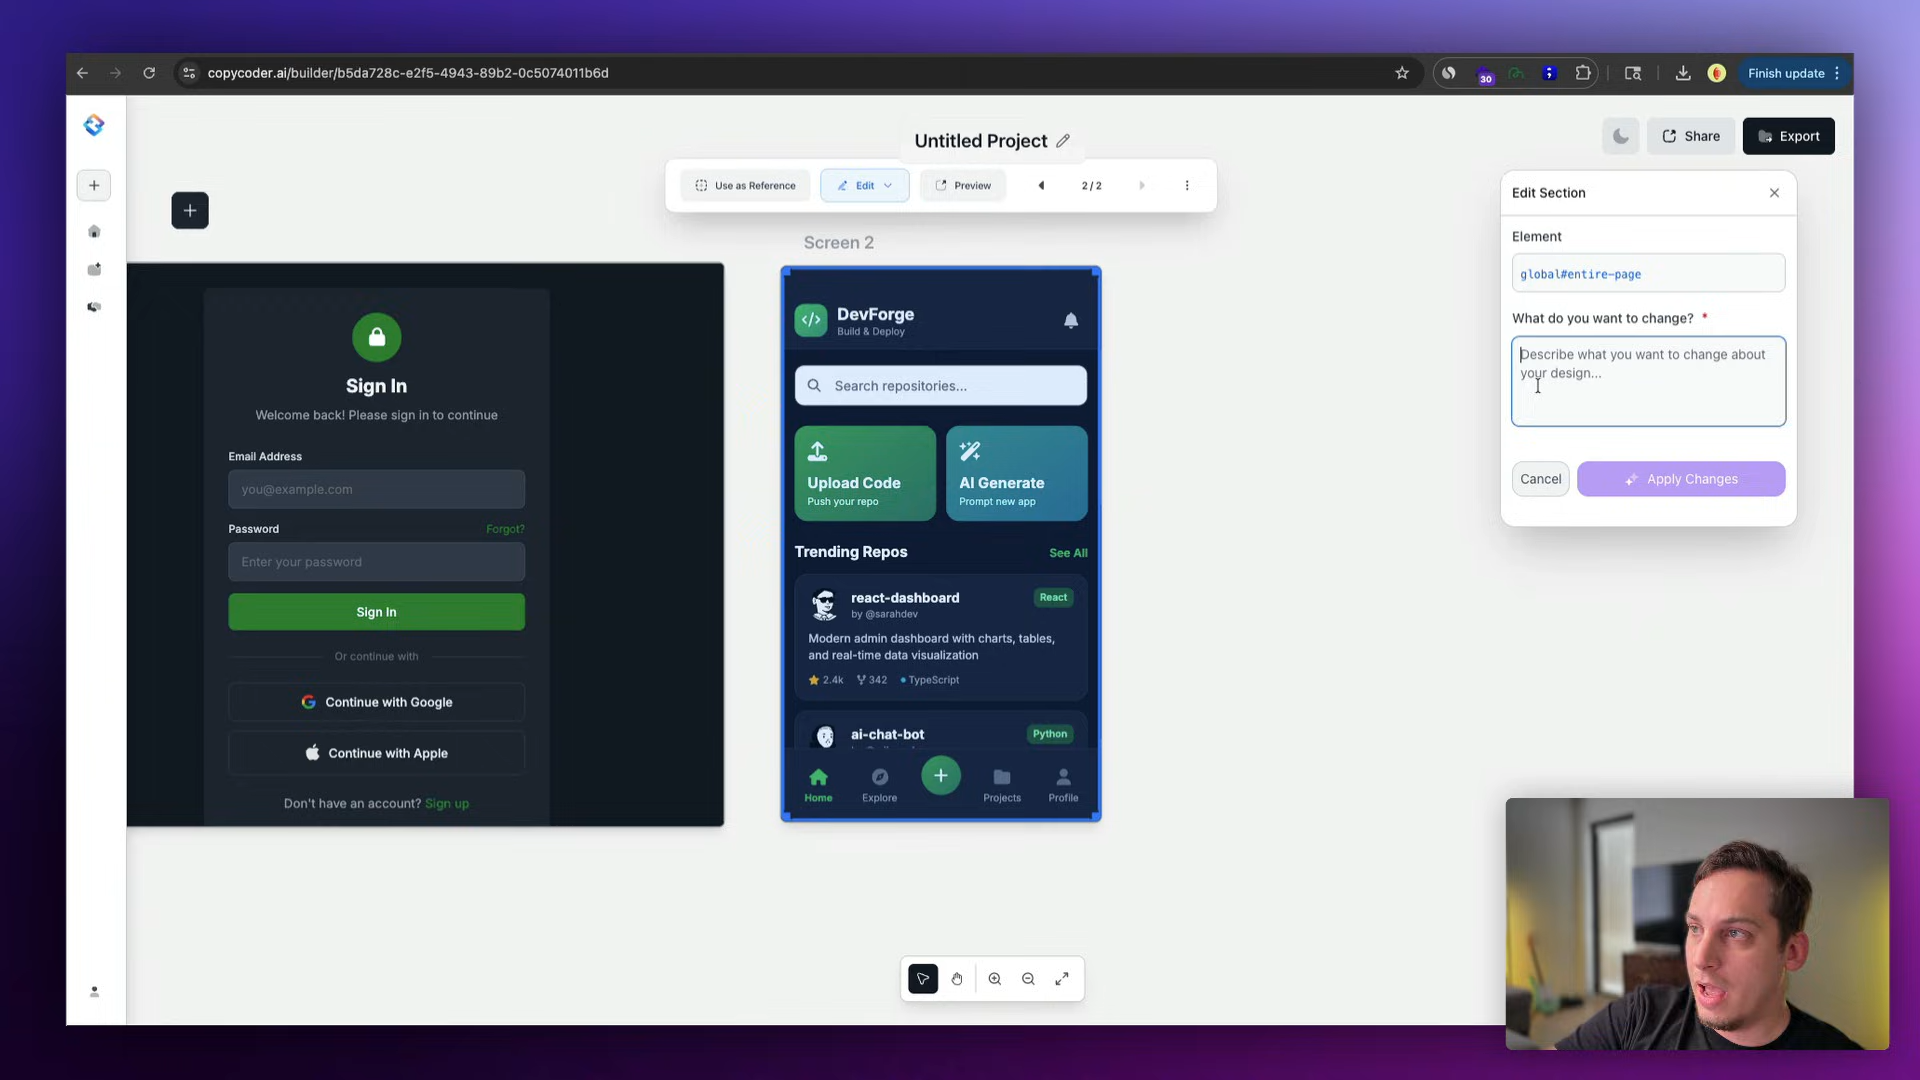 copycoder.ai/builder/b5da728c-e2f5-4943-89b2-0c5074011b6d
30
Finish update
Untitled Project
Share
Export
Use as Reference
Edit
Preview
2 / 2
Screen 2
Sign In
Welcome back! Please sign in to continue
Email Address
you@example.com
Password
Forgot?
Enter your password
Sign In
Or continue with
Continue with Google
Continue with Apple
Don't have an account? Sign up
</>
DevForge
Build & Deploy
Search repositories...
Upload Code
Push your repo
AI Generate
Prompt new app
Trending Repos
See All
react-dashboard
React
by @sarahdev
Modern admin dashboard with charts, tables,
and real-time data visualization
2.4k
342
TypeScript
ai-chat-bot
Python
Home
Explore
Projects
Profile
Edit Section
Element
global#entire-page
What do you want to change? *
Describe what you want to change about
your design...
Cancel
Apply Changes